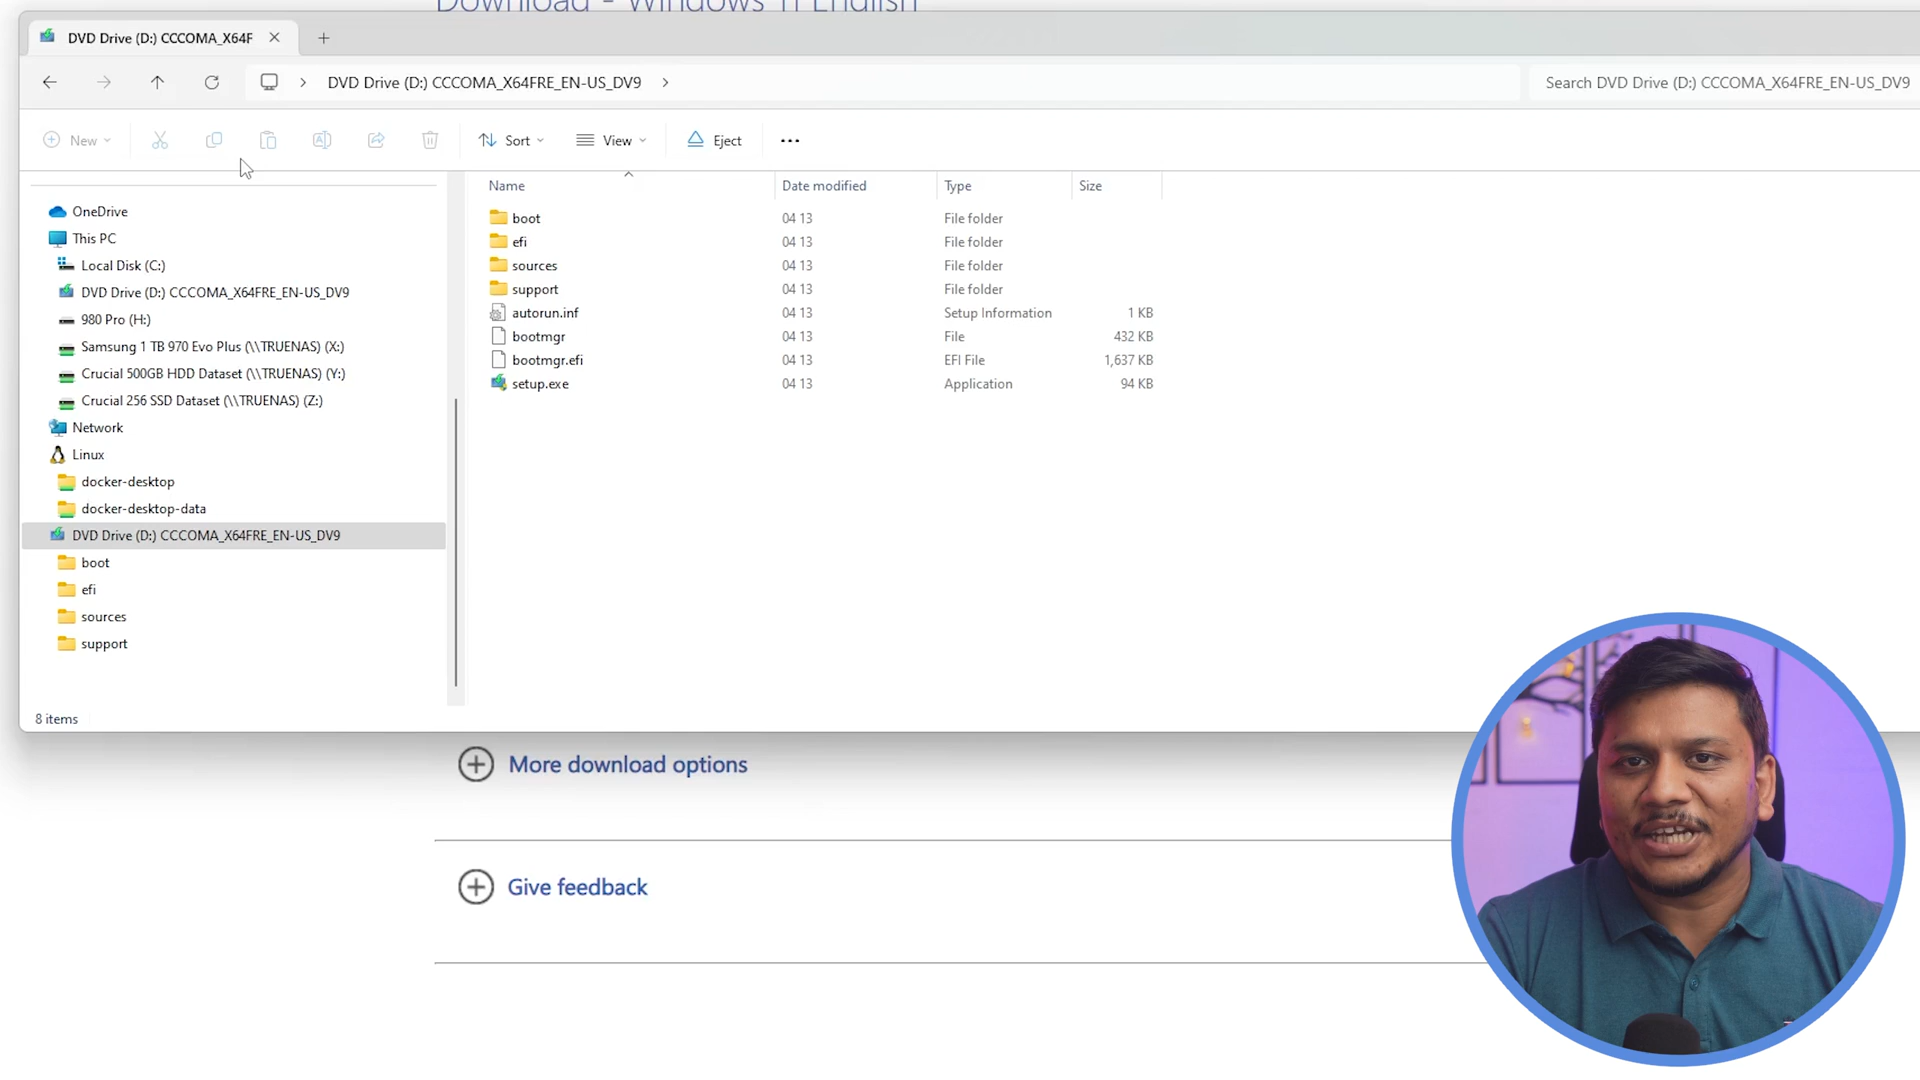 Download - Windows 11 English
DVD Drive (D:) CCCOMA_X64F
DVD Drive (D:) CCCOMA_X64FRE_EN-US_DV9
Search DVD Drive (D:) CCCOMA_X64FRE_EN-US_DV9
New
Sort
View
Eject
Name Date modified Type Size
OneDrive
This PC
Local Disk (C:)
DVD Drive (D:) CCCOMA_X64FRE_EN-US_DV9
980 Pro (H:)
Samsung 1 TB 970 Evo Plus (\\TRUENAS) (X:)
Crucial 500GB HDD Dataset (\\TRUENAS) (Y:)
Crucial 256 SSD Dataset (\\TRUENAS) (Z:)
Network
Linux
docker-desktop
docker-desktop-data
DVD Drive (D:) CCCOMA_X64FRE_EN-US_DV9
boot
efi
sources
support
boot 04 13 File folder
efi 04 13 File folder
sources 04 13 File folder
support 04 13 File folder
autorun.inf 04 13 Setup Information 1 KB
bootmgr 04 13 File 432 KB
bootmgr.efi 04 13 EFI File 1,637 KB
setup.exe 04 13 Application 94 KB
8 items
More download options
Give feedback